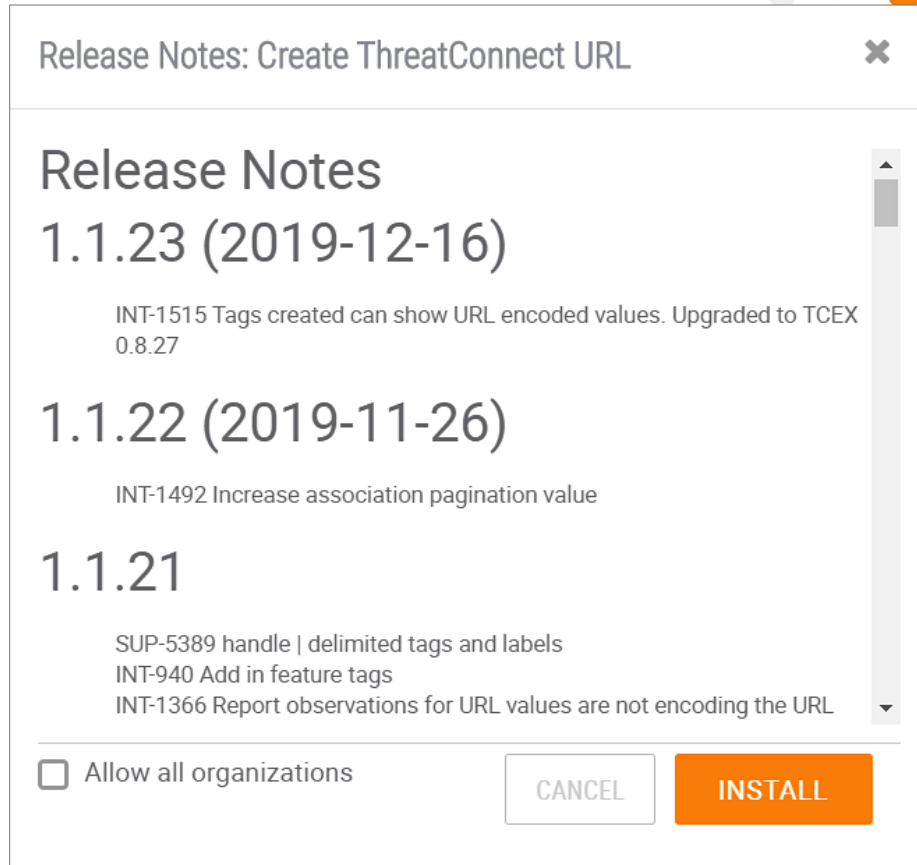 Release Notes: Create ThreatConnect URL
Release Notes
1.1.23 (2019-12-16)
INT-1515 Tags created can show URL encoded values. Upgraded to TCEX
0.8.27
1.1.22 (2019-11-26)
INT-1492 Increase association pagination value
1.1.21
SUP-5389 handle | delimited tags and labels
INT-940 Add in feature tags
INT-1366 Report observations for URL values are not encoding the URL
Allow all organizations
CANCEL
INSTALL